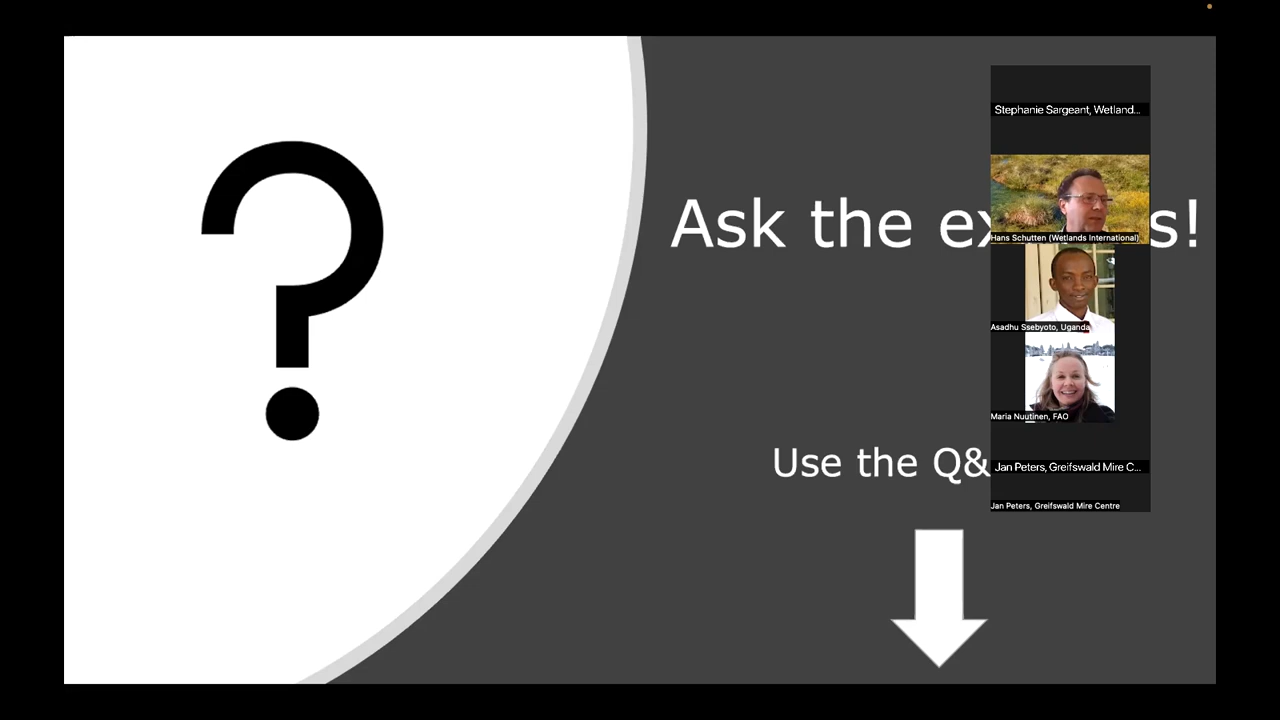 ?
Ask the ex s!
Use the Q&
Stephanie Sargeant, Wetland...
Hans Schutten (Wetlands International)
Asadhu Ssebyoto, Uganda
Maria Nuutinen, FAO
Jan Peters, Greifswald Mire C...
Jan Peters, Greifswald Mire Centre